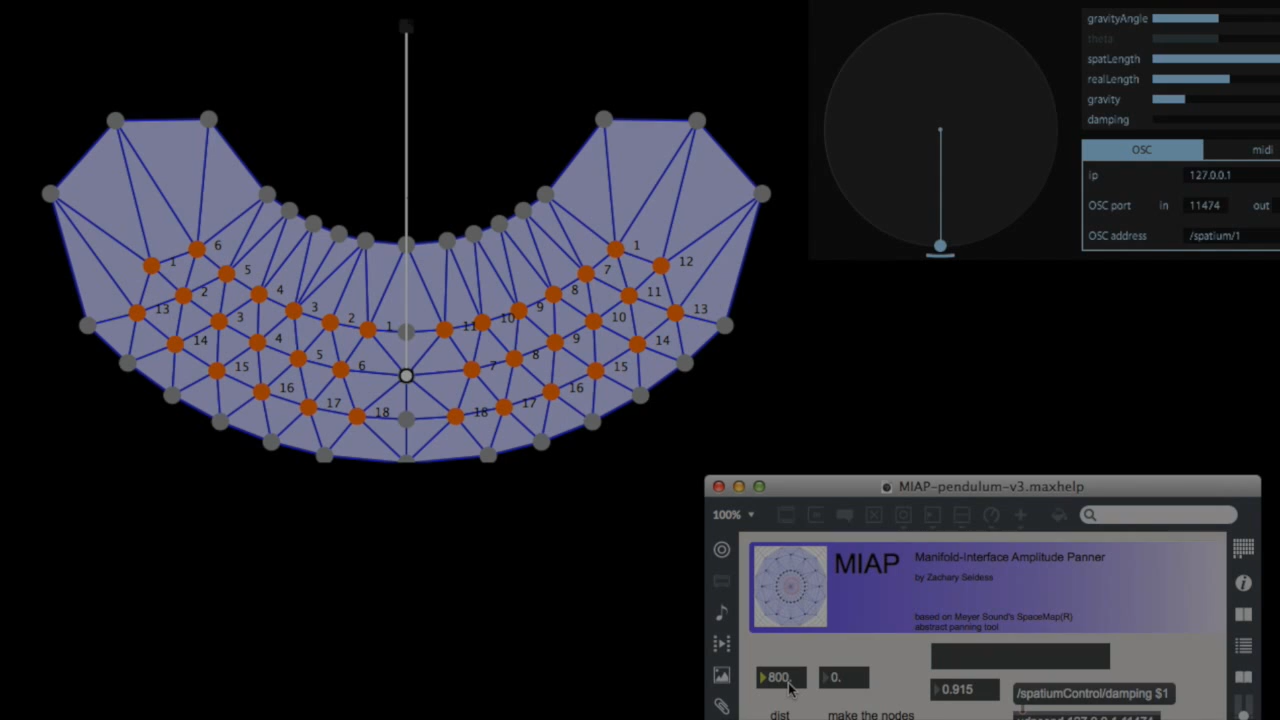 gravityAngle
theta
spatLength
realLength
gravity
damping
OSC midi
ip 127.0.0.1
OSC port in 11474 out
OSC address /spatium/1
6 1
1 12
5 7
2 4 8 11
13 3 9 13
3 2 1 11 10 10
14 4 9 14
5 6 7 8
15 15
16 16
17 18 18 17
MIAP-pendulum-v3.maxhelp
100%
MIAP Manifold-Interface Amplitude Panner
by Zachary Seldess
based on Meyer Sound's SpaceMap(R)
abstract panning tool
800. 0.
0.915 /spatiumControl/damping $1
dist make the nodes